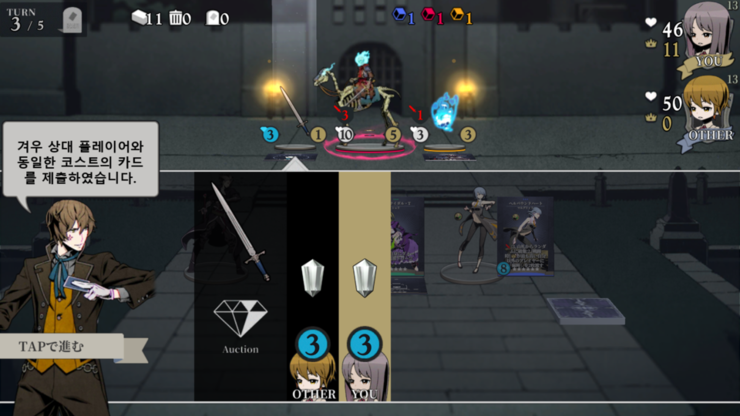 TURN
3 / 5
11 0 0
1 1 1
13
46
11
YOU
13
50
0
OTHER
3 1
3 10 5
1 3 3
겨우 상대 플레이어와
동일한 코스트의 카드
를 제출하였습니다.
TAPで進む
Auction
3 3
OTHER YOU
8